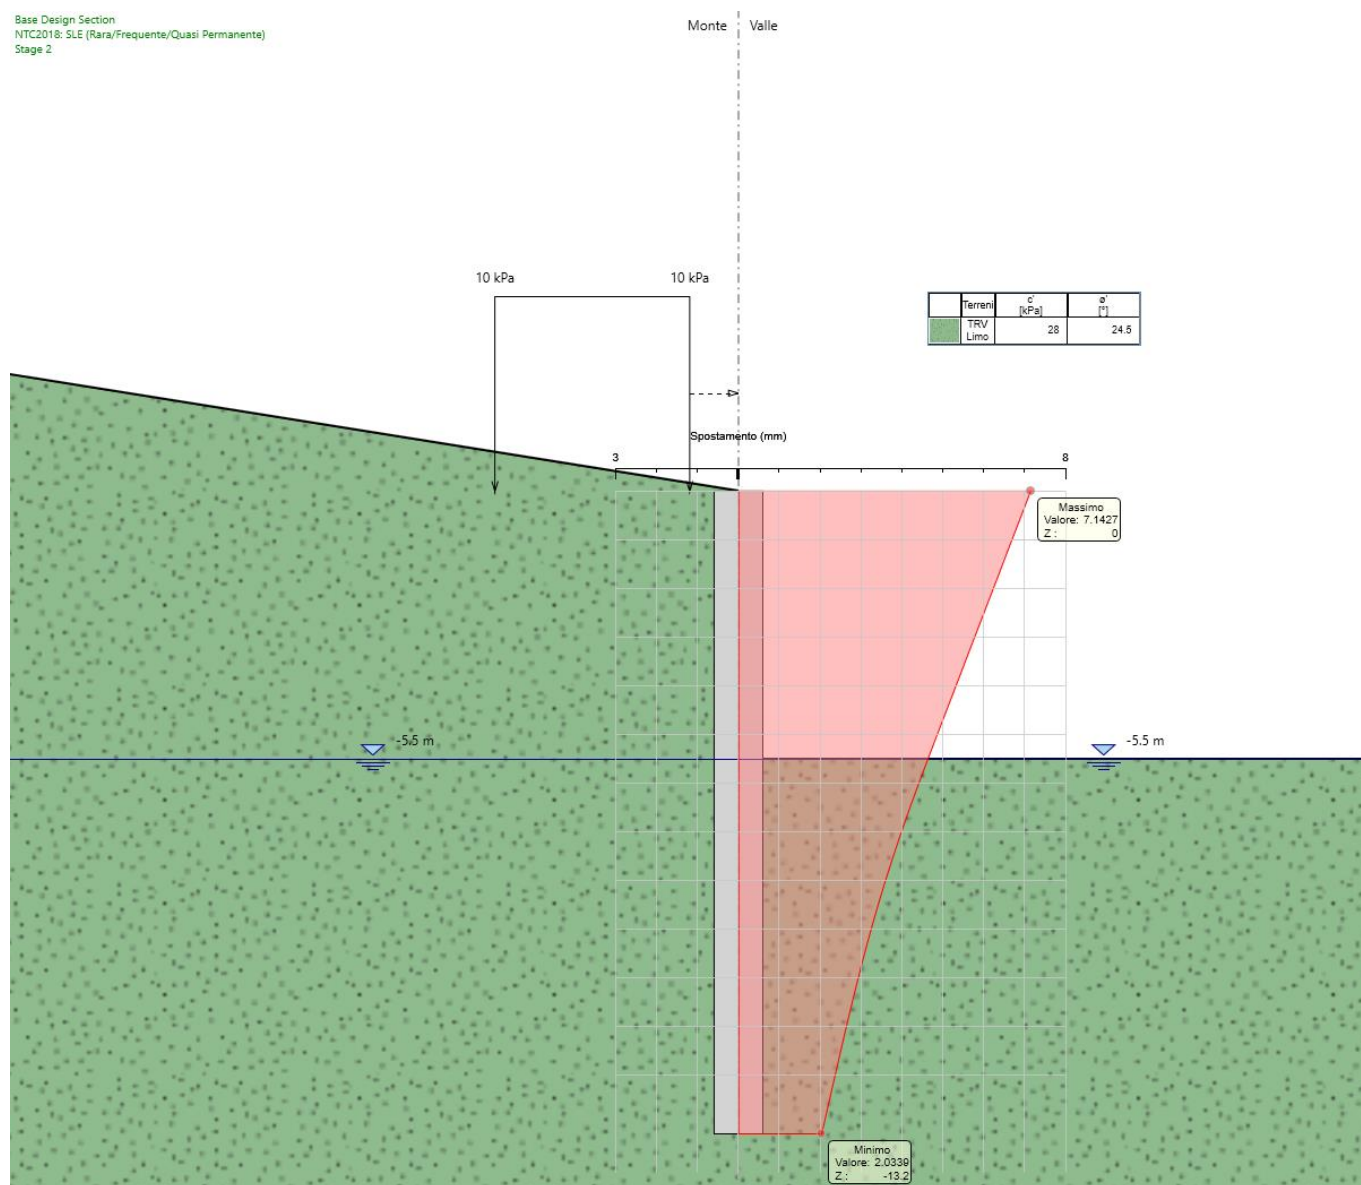 Base Design Section
NTC2018: SLE (Rara/Frequente/Quasi Permanente)
Stage 2
Monte Valle
10 kPa 10 kPa
Terreni c' ø'
[kPa] [°]
TRV
Limo 28 24.5
Spostamento (mm)
3 8
Massimo
Valore: 7.1427
Z : 0
-5.5 m -5.5 m
Minimo
Valore: 2.0339
Z : -13.2